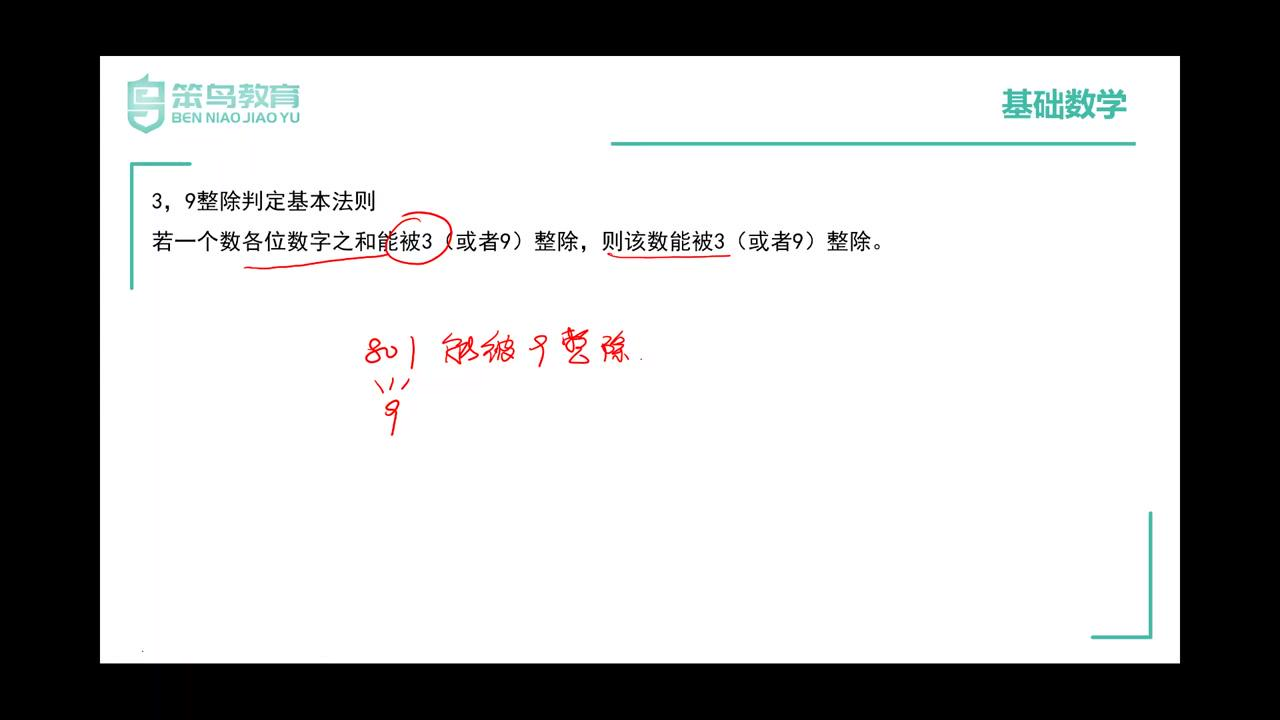 笨鸟教育
BEN NIAO JIAO YU
基础数学
3，9整除判定基本法则
若一个数各位数字之和能被3（或者9）整除，则该数能被3（或者9）整除。
801 能被9整除.
9